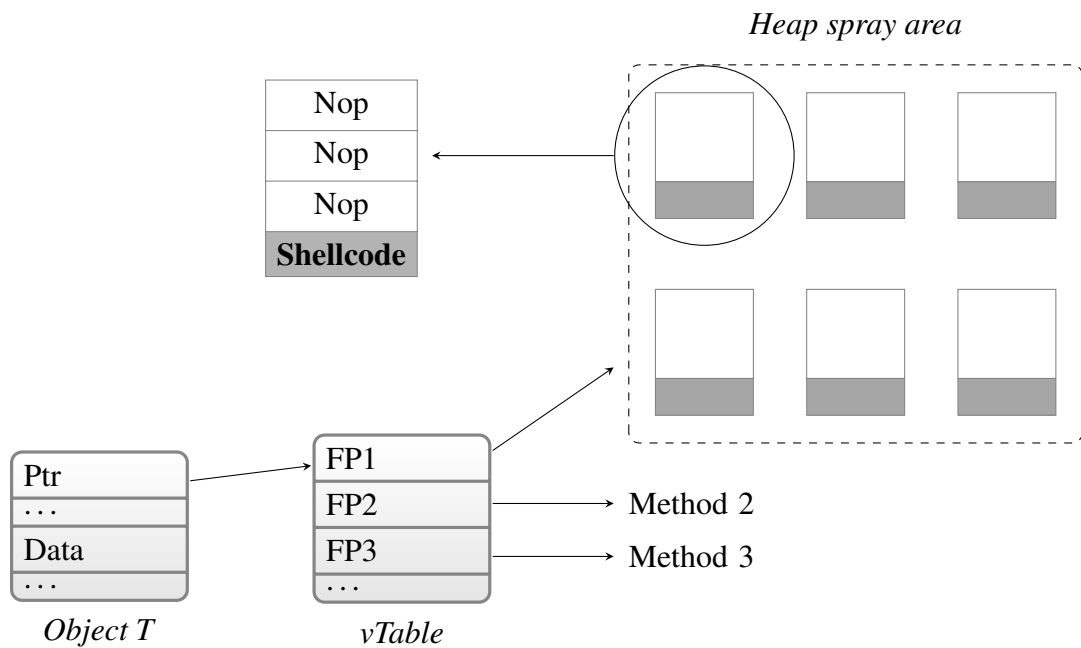 Heap spray area
Nop
Nop
Nop
Shellcode
Ptr
...
Data
...
Object T
FP1
FP2
FP3
...
vTable
Method 2
Method 3